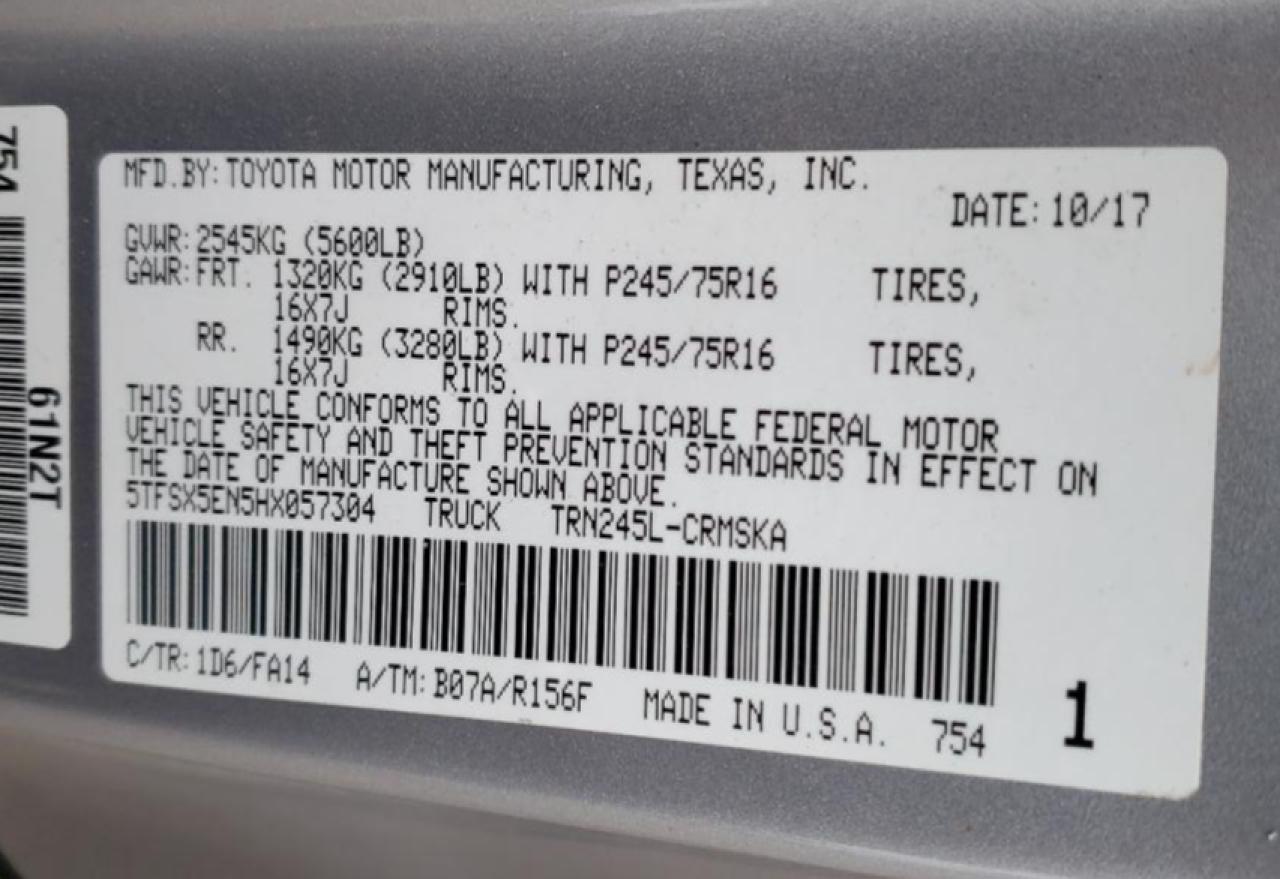 MFD.BY:TOYOTA MOTOR MANUFACTURING, TEXAS, INC.
DATE:10/17
GVWR:2545KG (5600LB)
GAWR:FRT. 1320KG (2910LB) WITH P245/75R16 TIRES,
16X7J RIMS.
RR. 1490KG (3280LB) WITH P245/75R16 TIRES,
16X7J RIMS.
THIS VEHICLE CONFORMS TO ALL APPLICABLE FEDERAL MOTOR
VEHICLE SAFETY AND THEFT PREVENTION STANDARDS IN EFFECT ON
THE DATE OF MANUFACTURE SHOWN ABOVE.
5TFSX5EN5HX057304 TRUCK TRN245L-CRMSKA
C/TR:1D6/FA14 A/TM:B07A/R156F MADE IN U.S.A. 754
1
754
61N2T